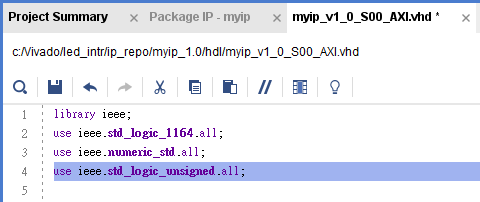 Project Summary × Package IP - myip × myip_v1_0_S00_AXI.vhd * ×
c:/Vivado/led_intr/ip_repo/myip_1.0/hdl/myip_v1_0_S00_AXI.vhd
1 library ieee;
2 use ieee.std_logic_1164.all;
3 use ieee.numeric_std.all;
4 use ieee.std_logic_unsigned.all;
5